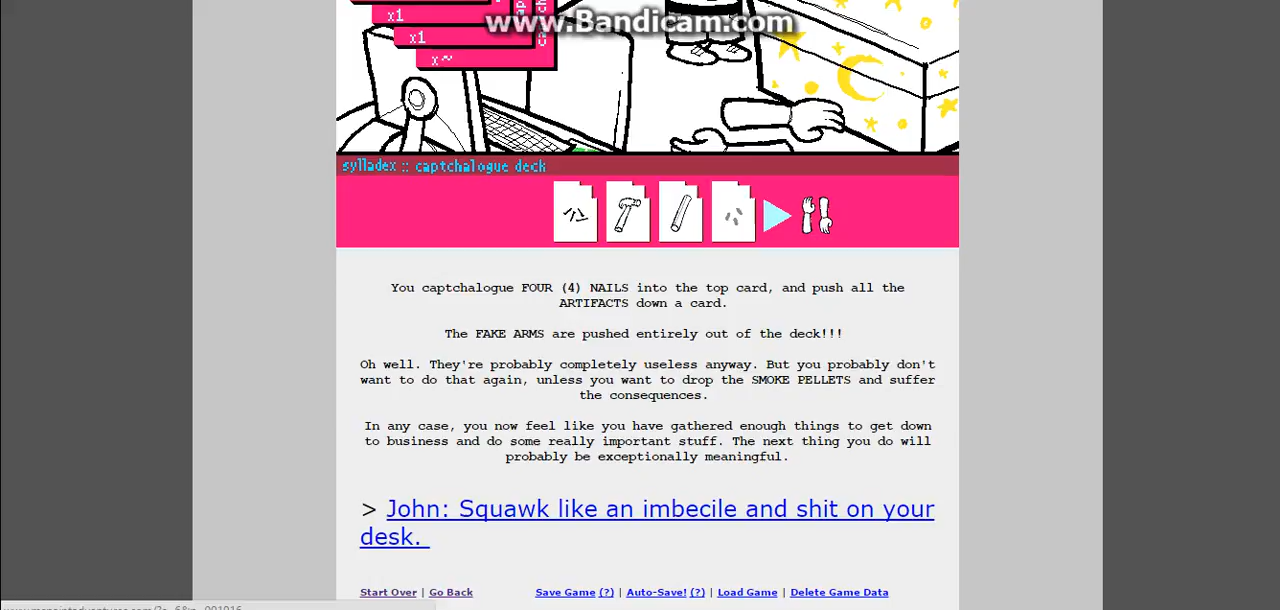 www.Bandicam.com
x1
x1
x~
sylladex :: captchalogue deck
You captchalogue FOUR (4) NAILS into the top card, and push all the
ARTIFACTS down a card.
The FAKE ARMS are pushed entirely out of the deck!!!
Oh well. They're probably completely useless anyway. But you probably don't
want to do that again, unless you want to drop the SMOKE PELLETS and suffer
the consequences.
In any case, you now feel like you have gathered enough things to get down
to business and do some really important stuff. The next thing you do will
probably be exceptionally meaningful.
> John: Squawk like an imbecile and shit on your
desk.
Start Over | Go Back Save Game (?) | Auto-Save! (?) | Load Game | Delete Game Data